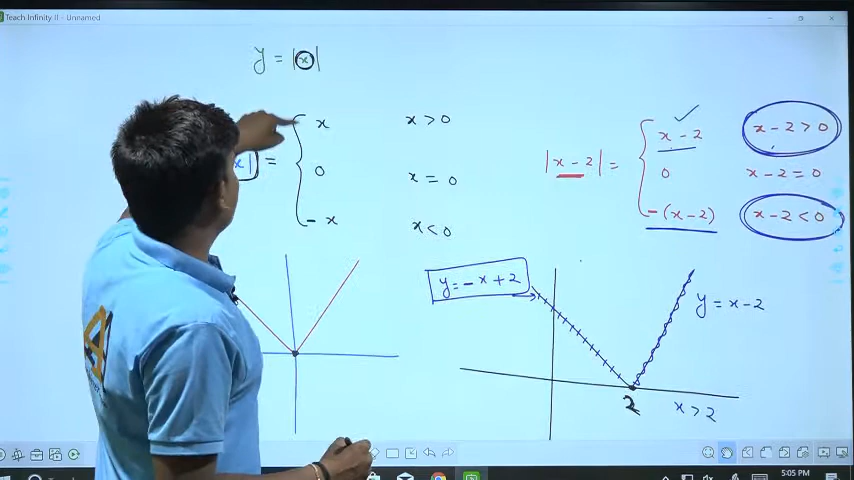 Teach Infinity II - Unnamed
y = |x|
x| = { x   x > 0
0   x = 0
- x   x < 0
|x - 2| = { x - 2   x - 2 > 0
0   x - 2 = 0
-(x-2)   x - 2 < 0
y = -x + 2
y = x - 2
2
x > 2
5:05 PM